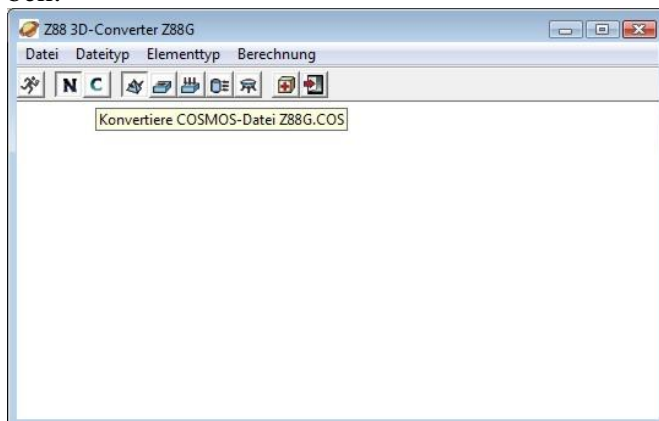 Z88 3D-Converter Z88G
Datei Dateityp Elementtyp Berechnung
N C
Konvertiere COSMOS-Datei Z88G.COS